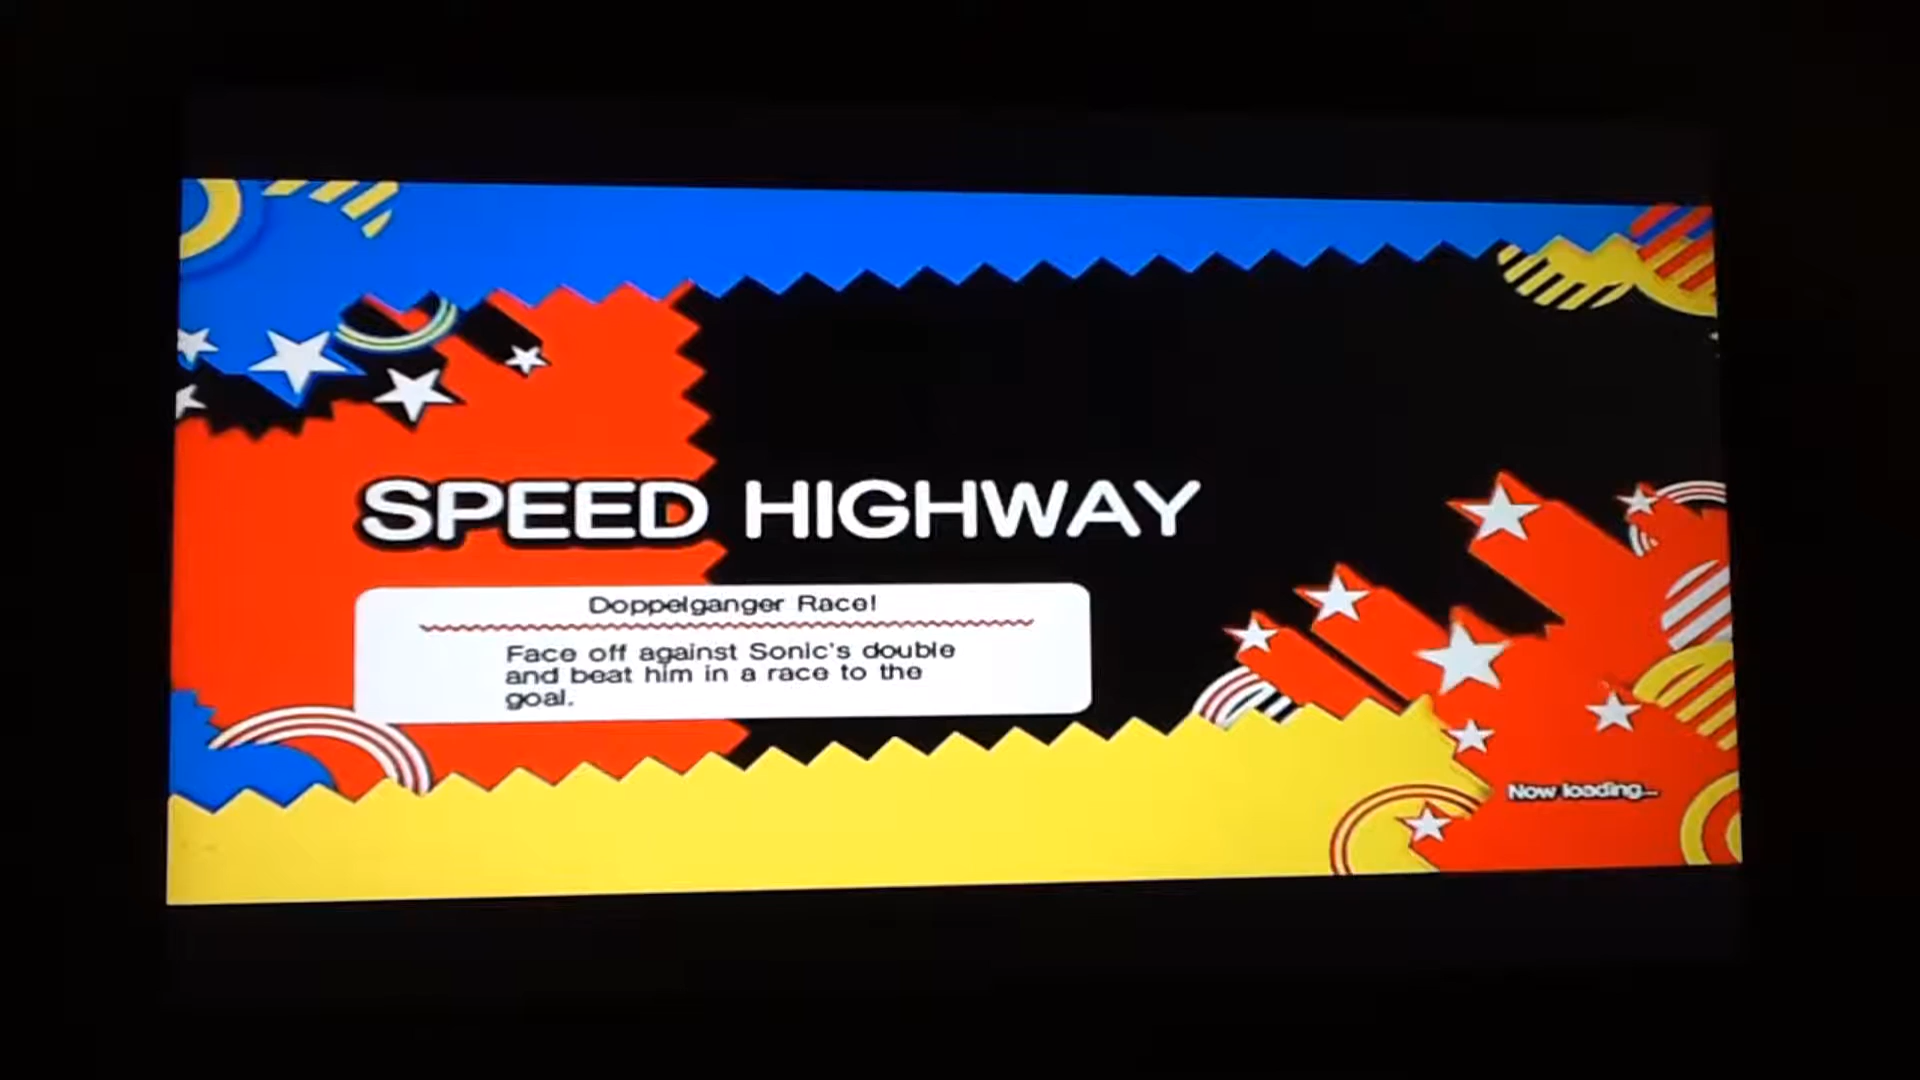 SPEED HIGHWAY
Doppelganger Race!
Face off against Sonic's double
and beat him in a race to the
goal.
Now loading...